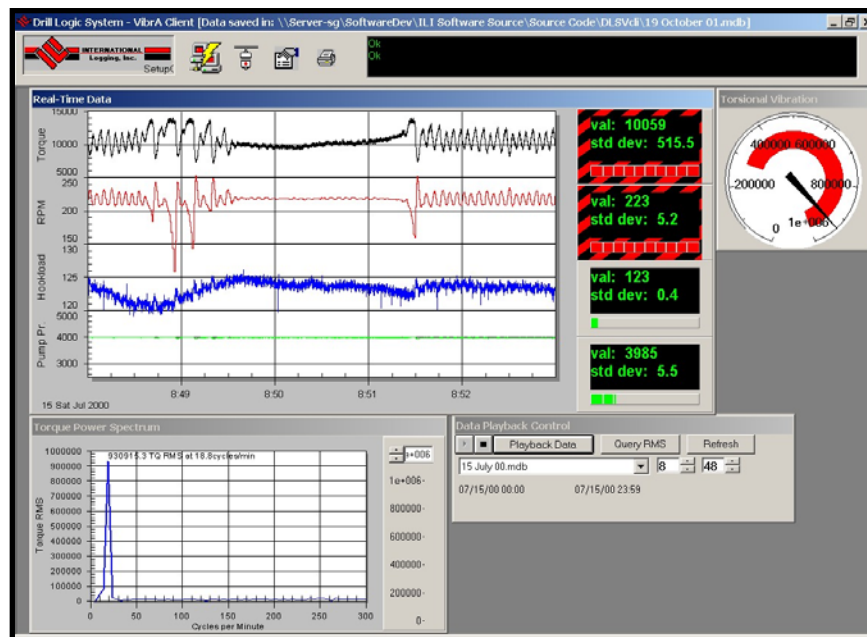 Drill Logic System - VibrA Client [Data saved in: \\Server-sg\SoftwareDev\ILI Software Source\Source Code\DLSVdi\19 October 01.mdb]
INTERNATIONAL
Logging, Inc.
Setup(
Ok
Ok
Real-Time Data
Torque
15000
10000
5000
RPM
250
200
150
Hookload
130
125
120
Pump Pr.
5000
4000
3000
8:49
8:50
8:51
8:52
15 Sat Jul 2000
val: 10059
std dev: 515.5
val: 223
std dev: 5.2
val: 123
std dev: 0.4
val: 3985
std dev: 5.5
Torsional Vibration
400000
600000
200000
800000
0
1e+006
Torque Power Spectrum
930915.3 TQ RMS at 18.8cycles/min
Torque RMS
1000000
900000
800000
700000
600000
500000
400000
300000
200000
100000
0
0
50
100
150
200
250
300
Cycles per Minute
e+006
1e+006-
800000-
600000-
400000-
200000-
0-
Data Playback Control
Playback Data
Query RMS
Refresh
15 July 00.mdb
8
48
07/15/00 00:00
07/15/00 23:59